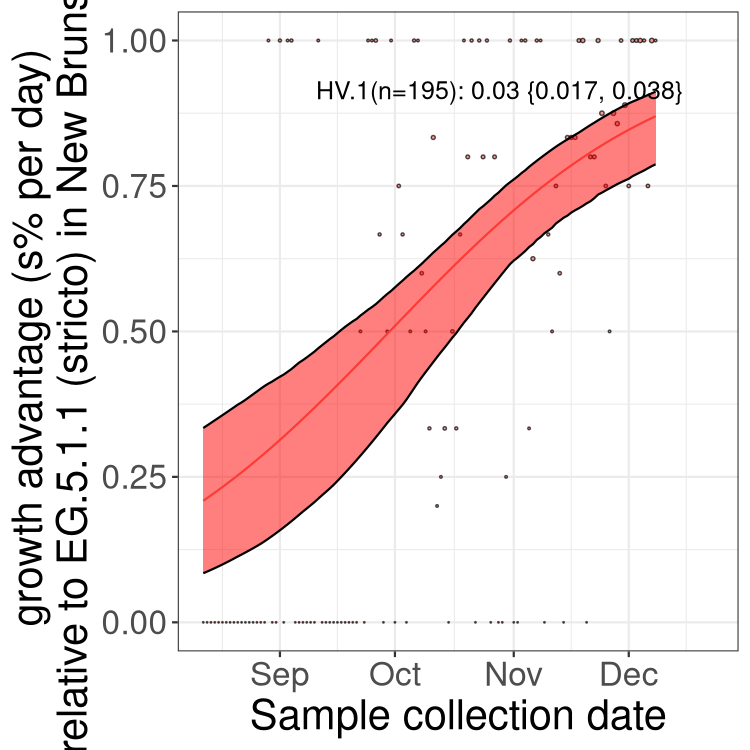 growth advantage (s% per day)
relative to EG.5.1.1 (stricto) in New Bruns
1.00
0.75
0.50
0.25
0.00
HV.1(n=195): 0.03 {0.017, 0.038}
Sep Oct Nov Dec
Sample collection date